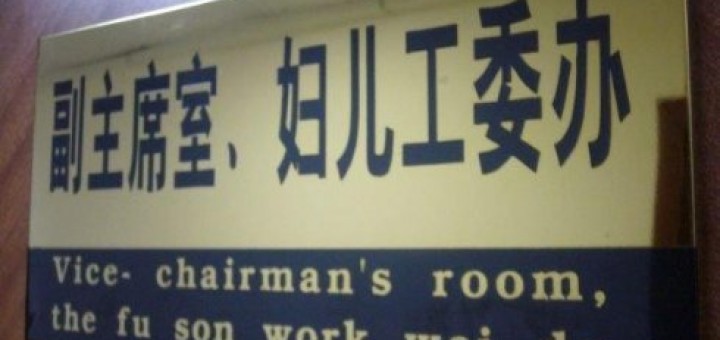 副主席室、妇儿工委办
Vice- chairman's room,
the fu son work